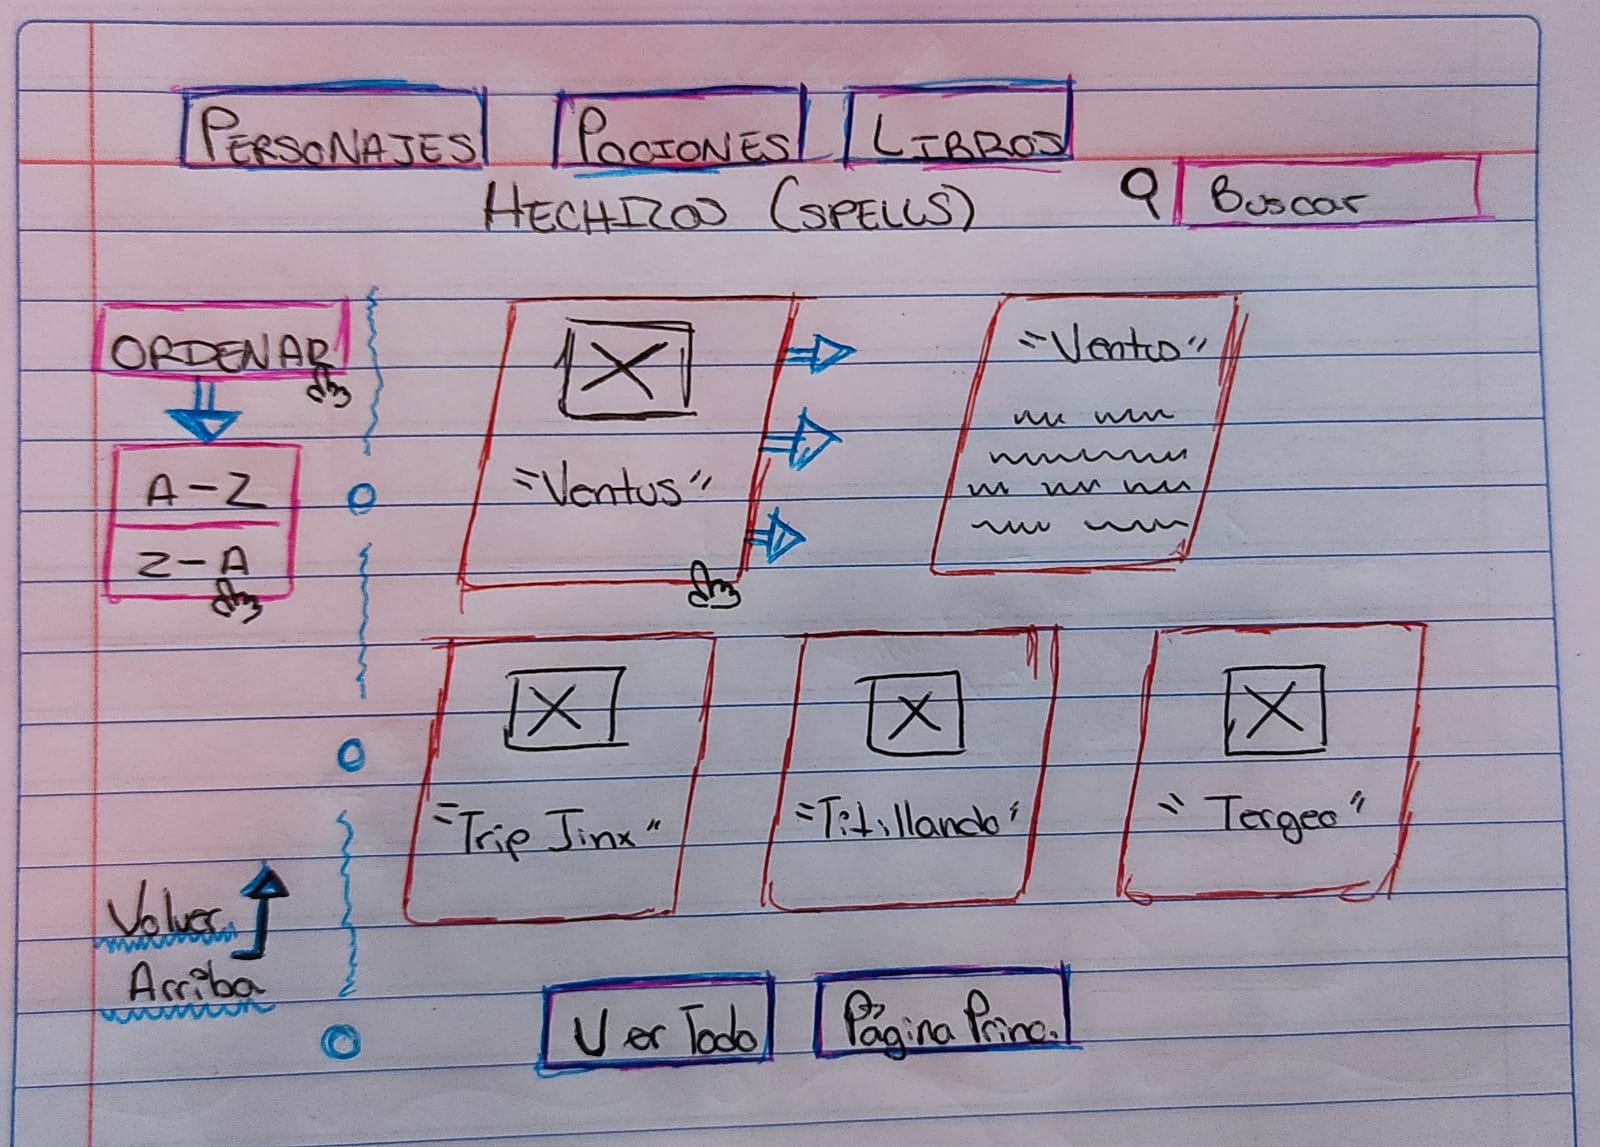 PERSONAJES
POCIONES
LIBROS
HECHIZOS (SPELLS)
Buscar
ORDENAR
A-Z
Z-A
"Ventus"
"Ventus"
"Trip Jinx"
"Titillando"
"Tergeo"
Volver
Arriba
Ver Todo
Página Princ.